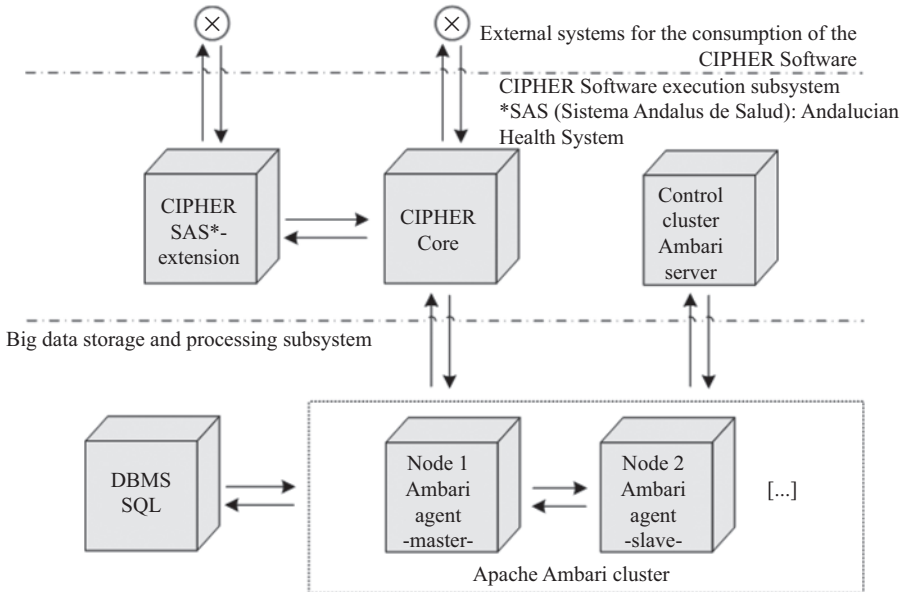 External systems for the consumption of the
CIPHER Software
CIPHER Software execution subsystem
*SAS (Sistema Andalus de Salud): Andalucian
Health System
CIPHER
SAS*-
extension
CIPHER
Core
Control
cluster
Ambari
server
Big data storage and processing subsystem
DBMS
SQL
Node 1
Ambari
agent
-master-
Node 2
Ambari
agent
-slave-
[...]
Apache Ambari cluster